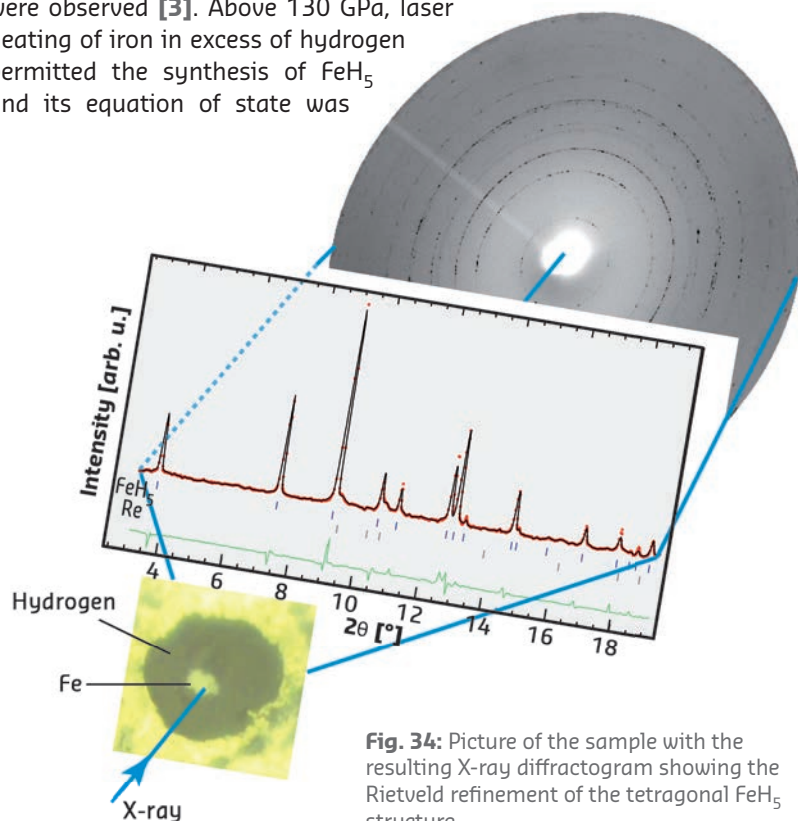 were observed [3]. Above 130 GPa, laser
eating of iron in excess of hydrogen
ermitted the synthesis of FeH5
nd its equation of state was
Intensity [arb. u.]
FeH5
Re
4 6 8 10 12 14 16 18
2θ [°]
Hydrogen
Fe
X-ray
Fig. 34: Picture of the sample with the
resulting X-ray diffractogram showing the
Rietveld refinement of the tetragonal FeH5